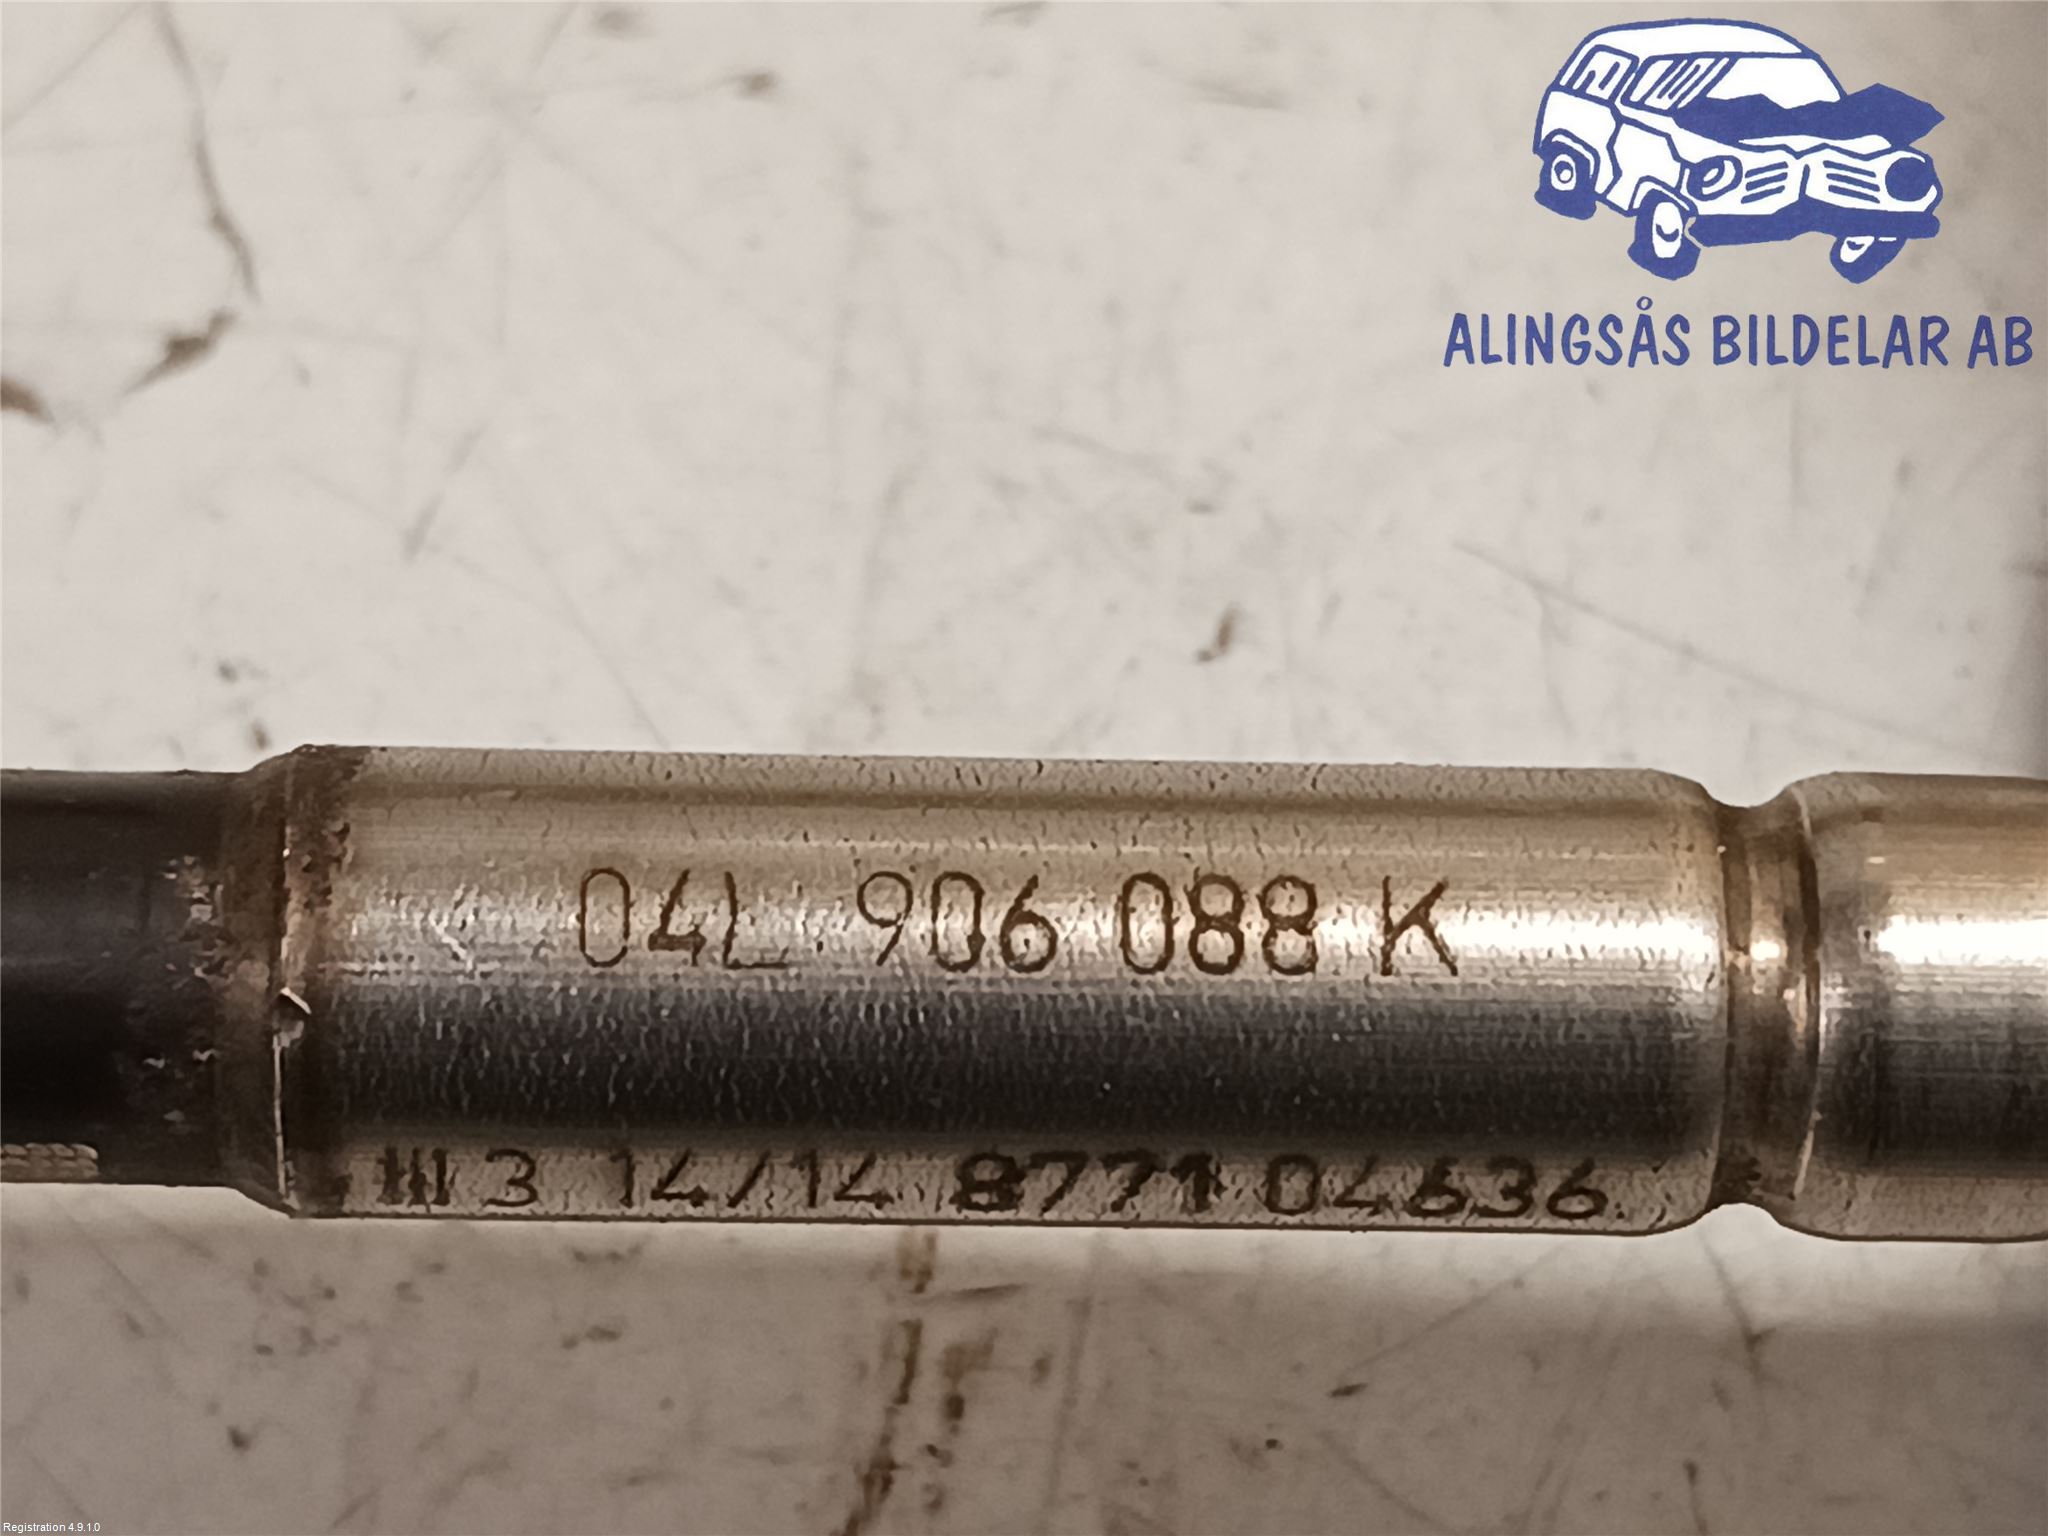 ALINGSÅS BILDELAR AB
04L 906 088 K
3 14/14 8771 04636
Registration 4.9.1.0